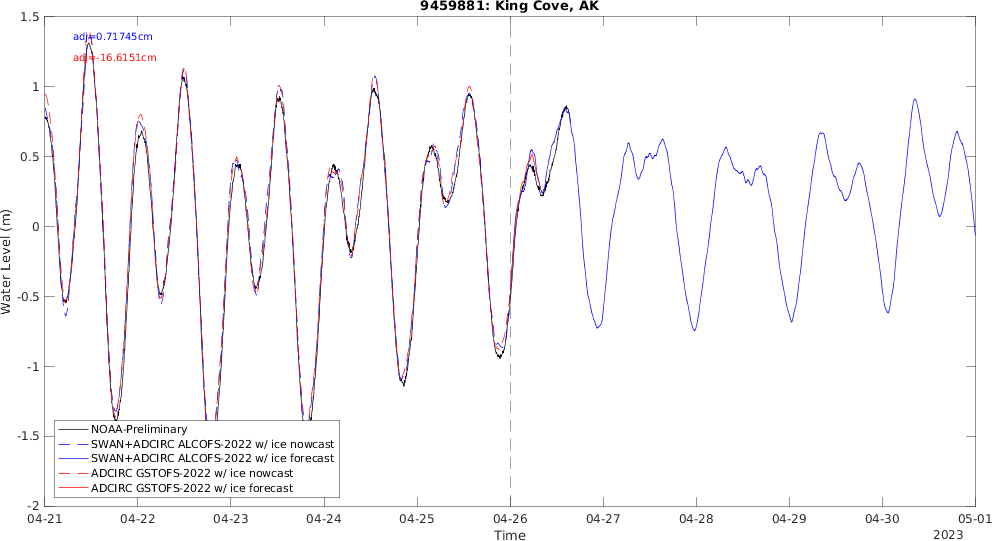 9459881: King Cove, AK
adj=0.71745cm
adj=-16.6151cm
1.5
1
0.5
0
-0.5
-1
-1.5
-2
Water Level (m)
NOAA-Preliminary
SWAN+ADCIRC ALCOFS-2022 w/ ice nowcast
SWAN+ADCIRC ALCOFS-2022 w/ ice forecast
ADCIRC GSTOFS-2022 w/ ice nowcast
ADCIRC GSTOFS-2022 w/ ice forecast
04-21 04-22 04-23 04-24 04-25 04-26 04-27 04-28 04-29 04-30 05-01
Time
2023